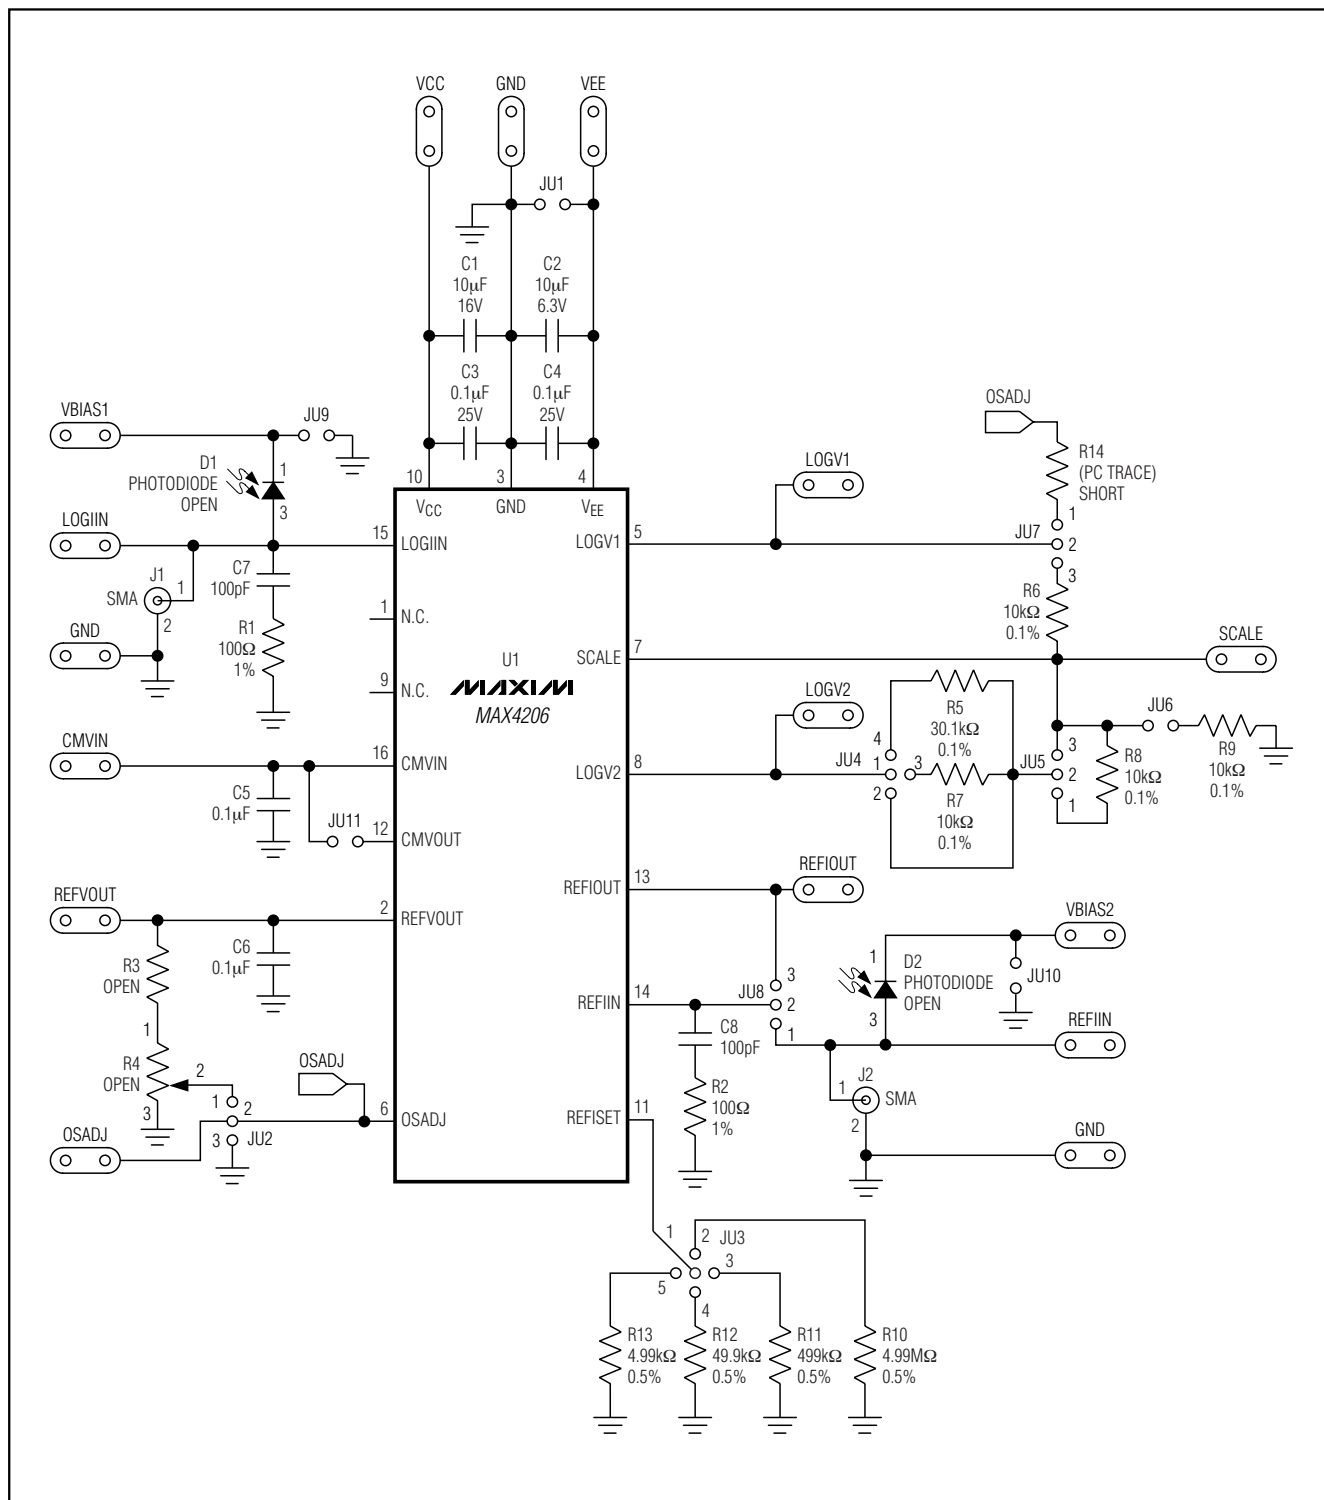 VCC
GND
VEE
JU1
C1
10µF
16V
C2
10µF
6.3V
C3
0.1µF
25V
C4
0.1µF
25V
VBIAS1
JU9
D1
PHOTODIODE
OPEN
1
3
10
3
4
VCC
GND
VEE
LOGIIN
15
LOGIIN
J1
SMA
1
2
C7
100pF
GND
R1
100Ω
1%
1
N.C.
9
N.C.
U1
MAXIM
MAX4206
CMVIN
16
CMVIN
C5
0.1µF
JU11
12
CMVOUT
REFVOUT
2
REFVOUT
R3
OPEN
C6
0.1µF
1
R4
OPEN
2
3
OSADJ
1
2
3
JU2
6
OSADJ
OSADJ
LOGV1
5
LOGV1
OSADJ
R14
(PC TRACE)
SHORT
1
JU7
2
3
R6
10kΩ
0.1%
SCALE
7
SCALE
LOGV2
R5
30.1kΩ
0.1%
JU6
R9
10kΩ
0.1%
LOGV2
8
JU4
4
1
3
2
R7
10kΩ
0.1%
JU5
3
2
1
R8
10kΩ
0.1%
REFIOUT
13
REFIOUT
VBIAS2
1
D2
PHOTODIODE
OPEN
3
JU10
REFIIN
14
JU8
3
2
1
C8
100pF
REFIIN
R2
100Ω
1%
J2
1
SMA
2
GND
REFISET
11
1
2
JU3
3
5
4
R13
4.99kΩ
0.5%
R12
49.9kΩ
0.5%
R11
499kΩ
0.5%
R10
4.99MΩ
0.5%